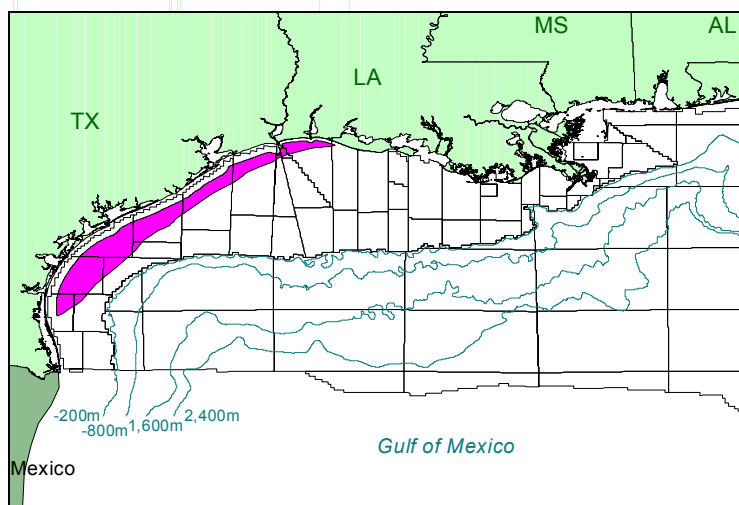 MS
AL
LA
TX
-200m
-800m
1,600m
2,400m
Gulf of Mexico
Mexico